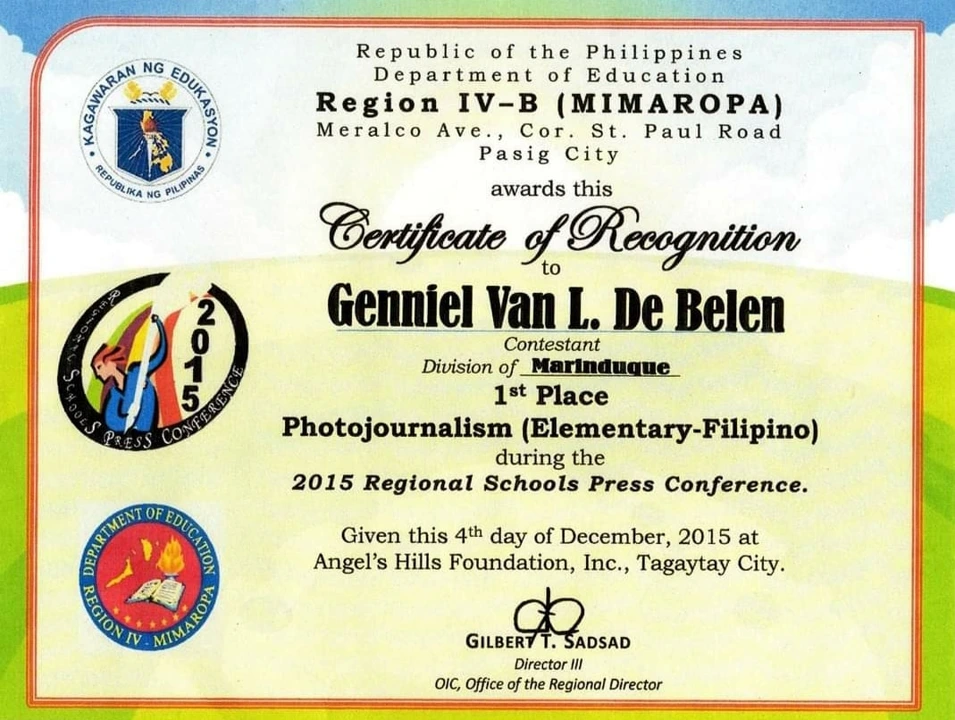 KAGAWARAN NG EDUKASYON
REPUBLIKA NG PILIPINAS
Republic of the Philippines
Department of Education
Region IV–B (MIMAROPA)
Meralco Ave., Cor. St. Paul Road
Pasig City
awards this
Certificate of Recognition
to
Genniel Van L. De Belen
Contestant
Division of Marinduque
1st Place
Photojournalism (Elementary-Filipino)
during the
2015 Regional Schools Press Conference.
REGIONAL SCHOOLS PRESS CONFERENCE
2015
Given this 4th day of December, 2015 at
Angel's Hills Foundation, Inc., Tagaytay City.
DEPARTMENT OF EDUCATION
REGION IV - MIMAROPA
GILBERT T. SADSAD
Director III
OIC, Office of the Regional Director